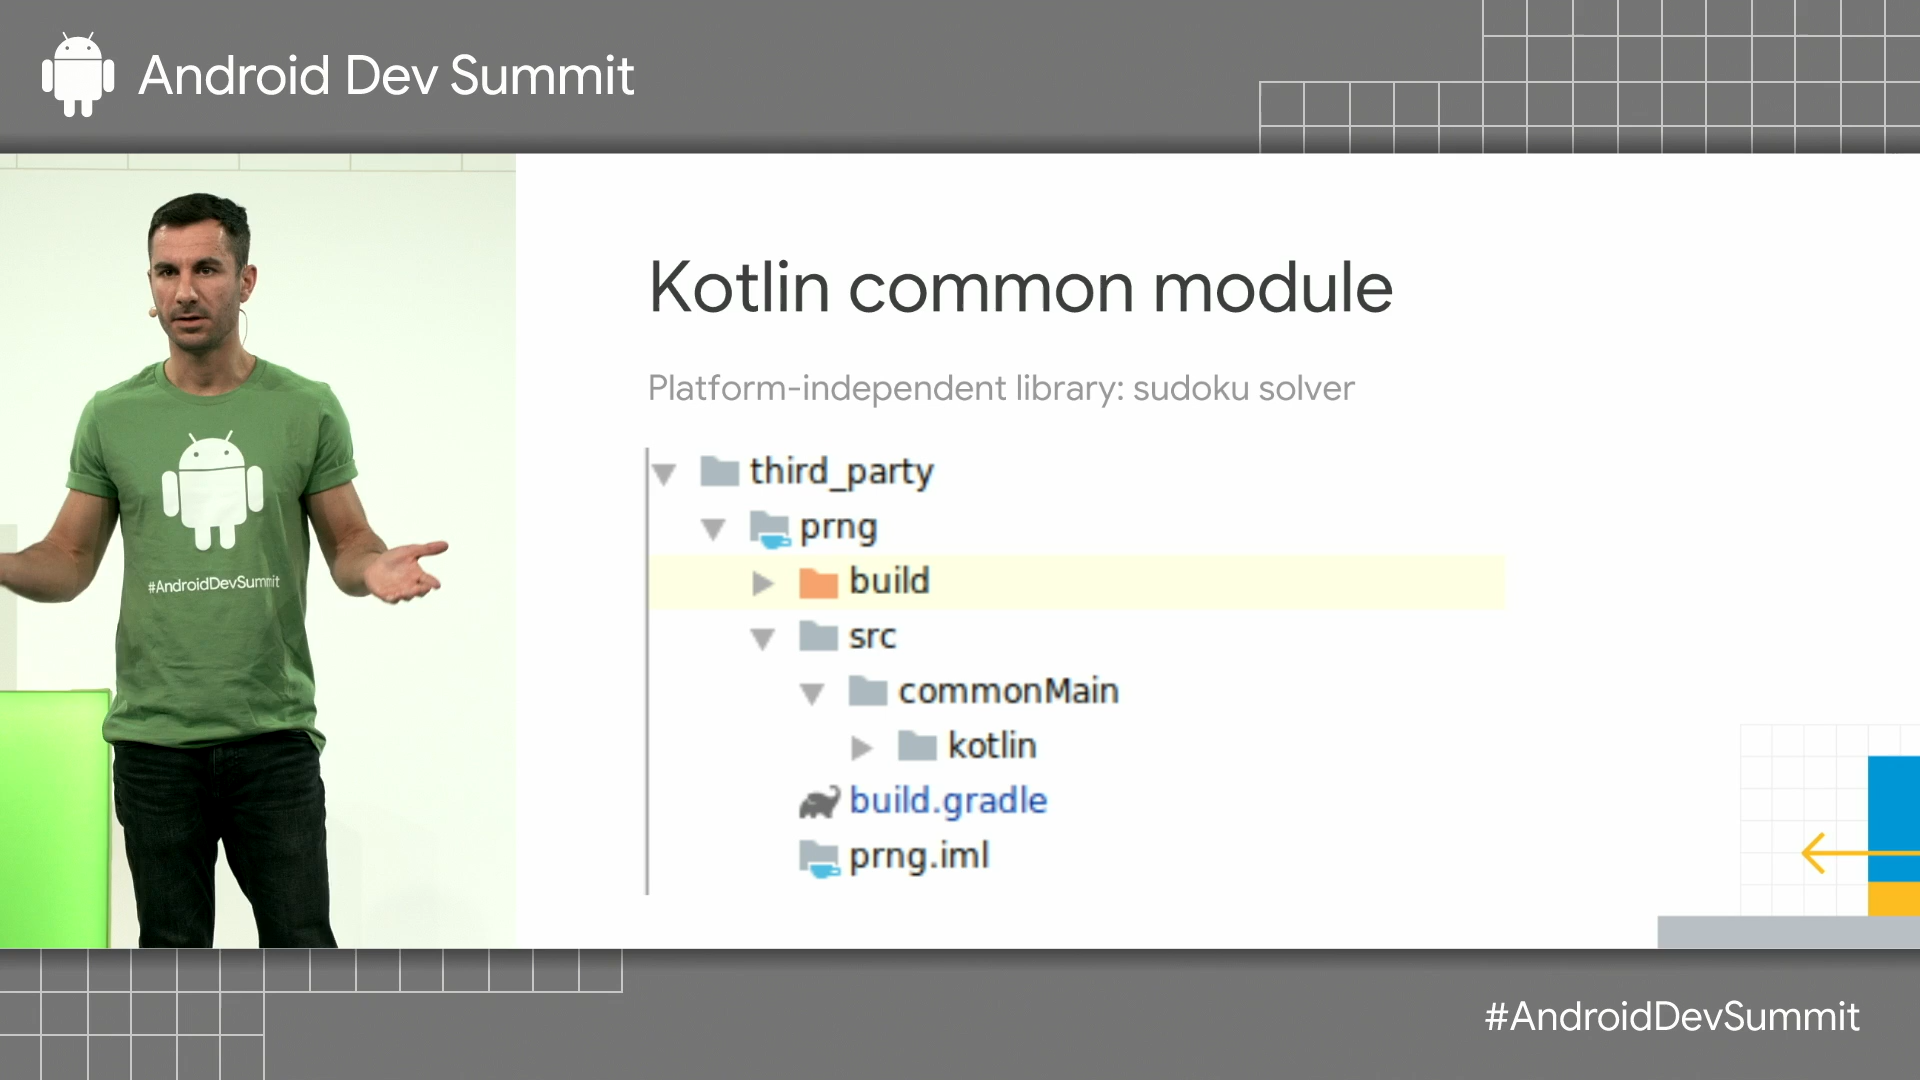 Android Dev Summit
#AndroidDevSummit
Kotlin common module
Platform-independent library: sudoku solver
third_party
prng
build
src
commonMain
kotlin
build.gradle
prng.iml
#AndroidDevSummit